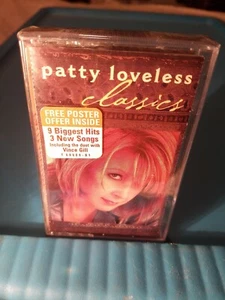 patty loveless
classics
FREE POSTER
OFFER INSIDE
9 Biggest Hits
3 New Songs
Including the duet with
Vince Gill